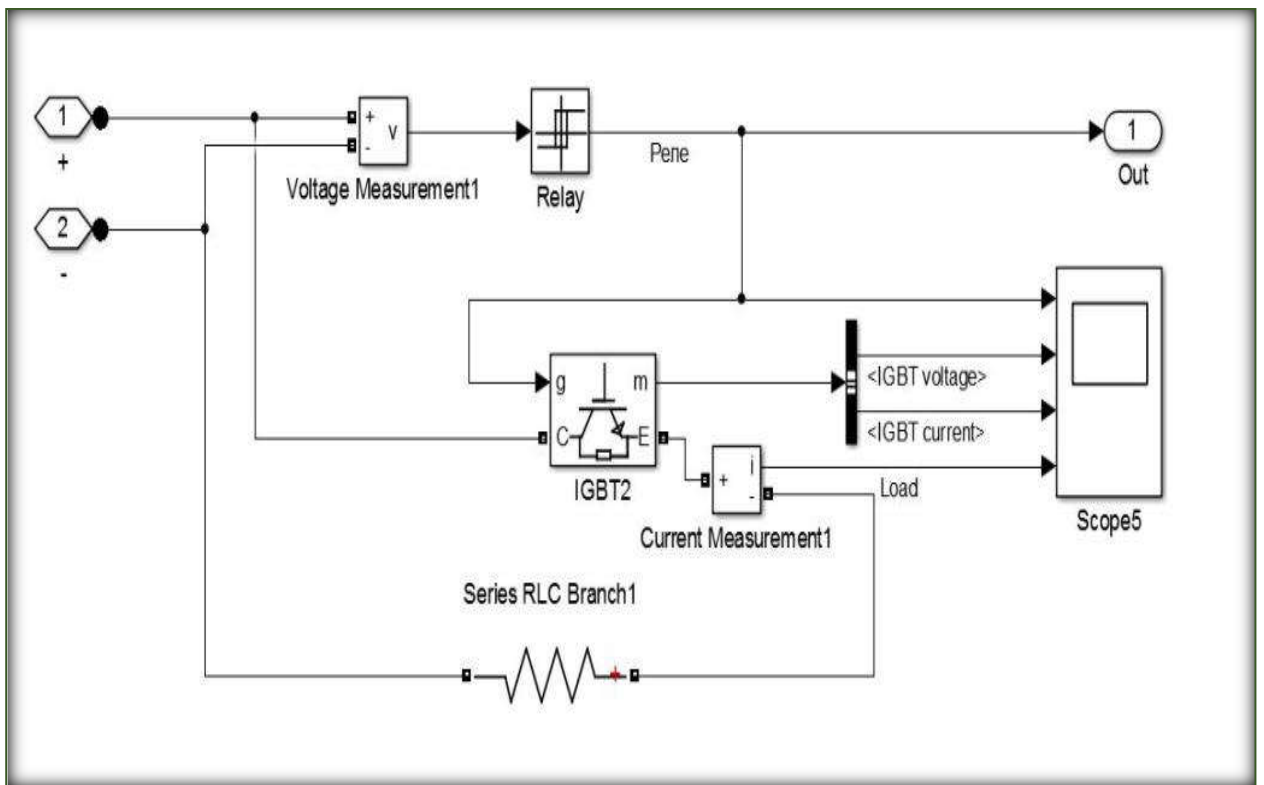 1
+
+
-
v
Voltage Measurement1
Relay
Реле
1
Out
2
-
g
m
C
E
IGBT2
<IGBT voltage>
<IGBT current>
+
i
-
Load
Current Measurement1
Scope5
Series RLC Branch1
+